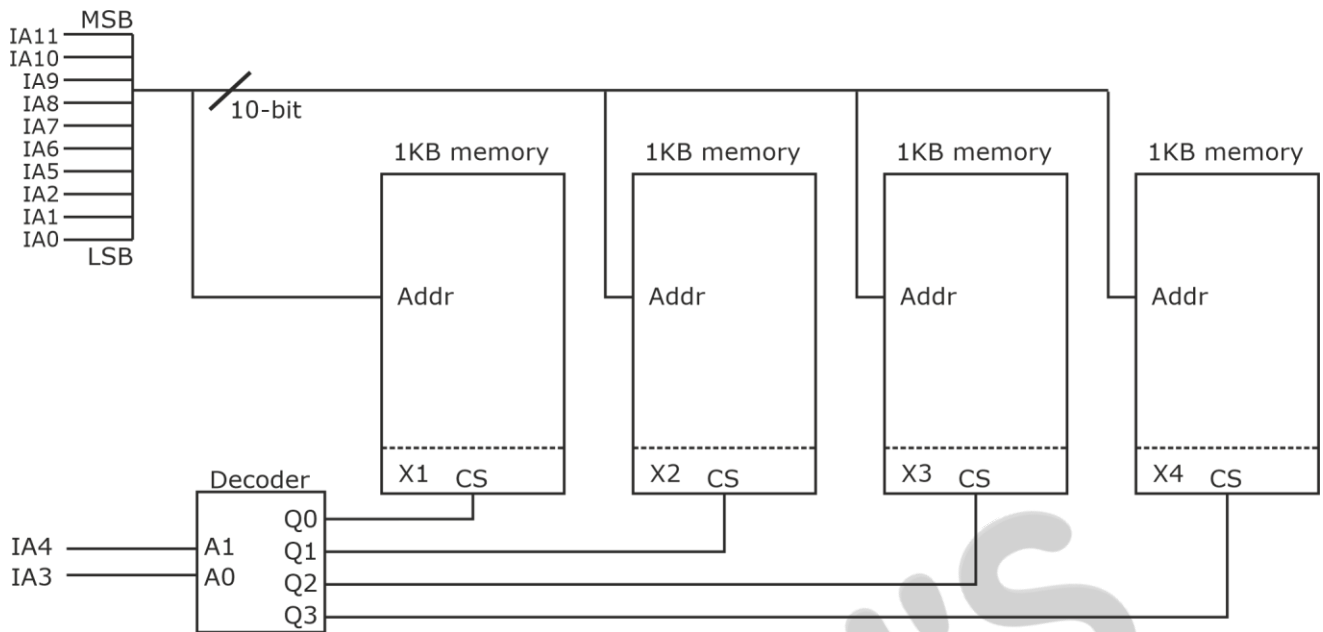 MSB
IA11
IA10
IA9
IA8
IA7
IA6
IA5
IA2
IA1
IA0
LSB
10-bit
1KB memory 1KB memory 1KB memory 1KB memory
Addr Addr Addr Addr
X1 CS X2 CS X3 CS X4 CS
Decoder
IA4 A1 Q0
IA3 A0 Q1
Q2
Q3